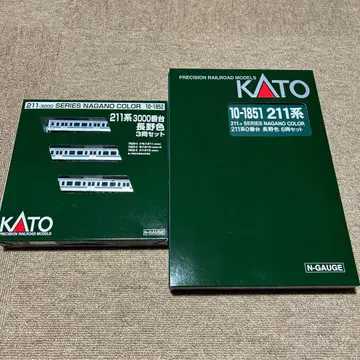 211-3000 SERIES NAGANO COLOR 10-1852
211系3000番台
長野色
3両セット
KATO
PRECISION RAILROAD MODELS
N-GAUGE
PRECISION RAILROAD MODELS
KATO
10-1851 211系
211-0 SERIES NAGANO COLOR
211系0番台 長野色 6両セット
N-GAUGE